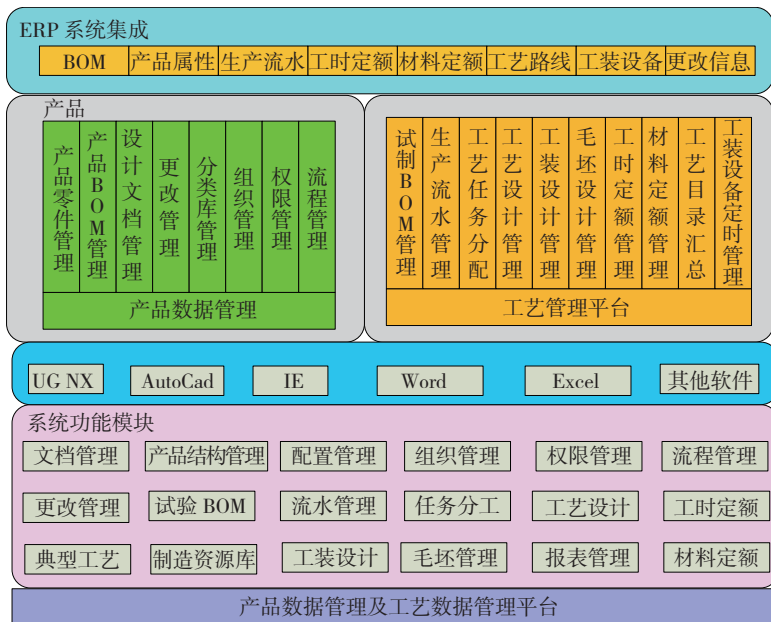 ERP 系统集成
BOM 产品属性 生产流水 工时定额 材料定额 工艺路线 工装设备 更改信息
产品
产品零件管理
产品BOM管理
设计文档管理
更改管理
分类库管理
组织管理
权限管理
流程管理
产品数据管理
试制BOM管理
生产流水管理
工艺任务分配
工艺设计管理
工装设计管理
毛坯设计管理
工时定额管理
材料定额管理
工艺目录汇总
工装设备定时管理
工艺管理平台
UG NX AutoCad IE Word Excel 其他软件
系统功能模块
文档管理 产品结构管理 配置管理 组织管理 权限管理 流程管理
更改管理 试验 BOM 流水管理 任务分工 工艺设计 工时定额
典型工艺 制造资源库 工装设计 毛坯管理 报表管理 材料定额
产品数据管理及工艺数据管理平台